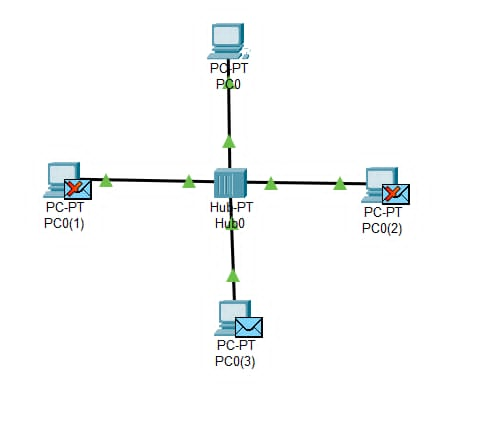 PC-PT
PC0
PC-PT
PC0(1)
Hub-PT
Hub0
PC-PT
PC0(2)
PC-PT
PC0(3)